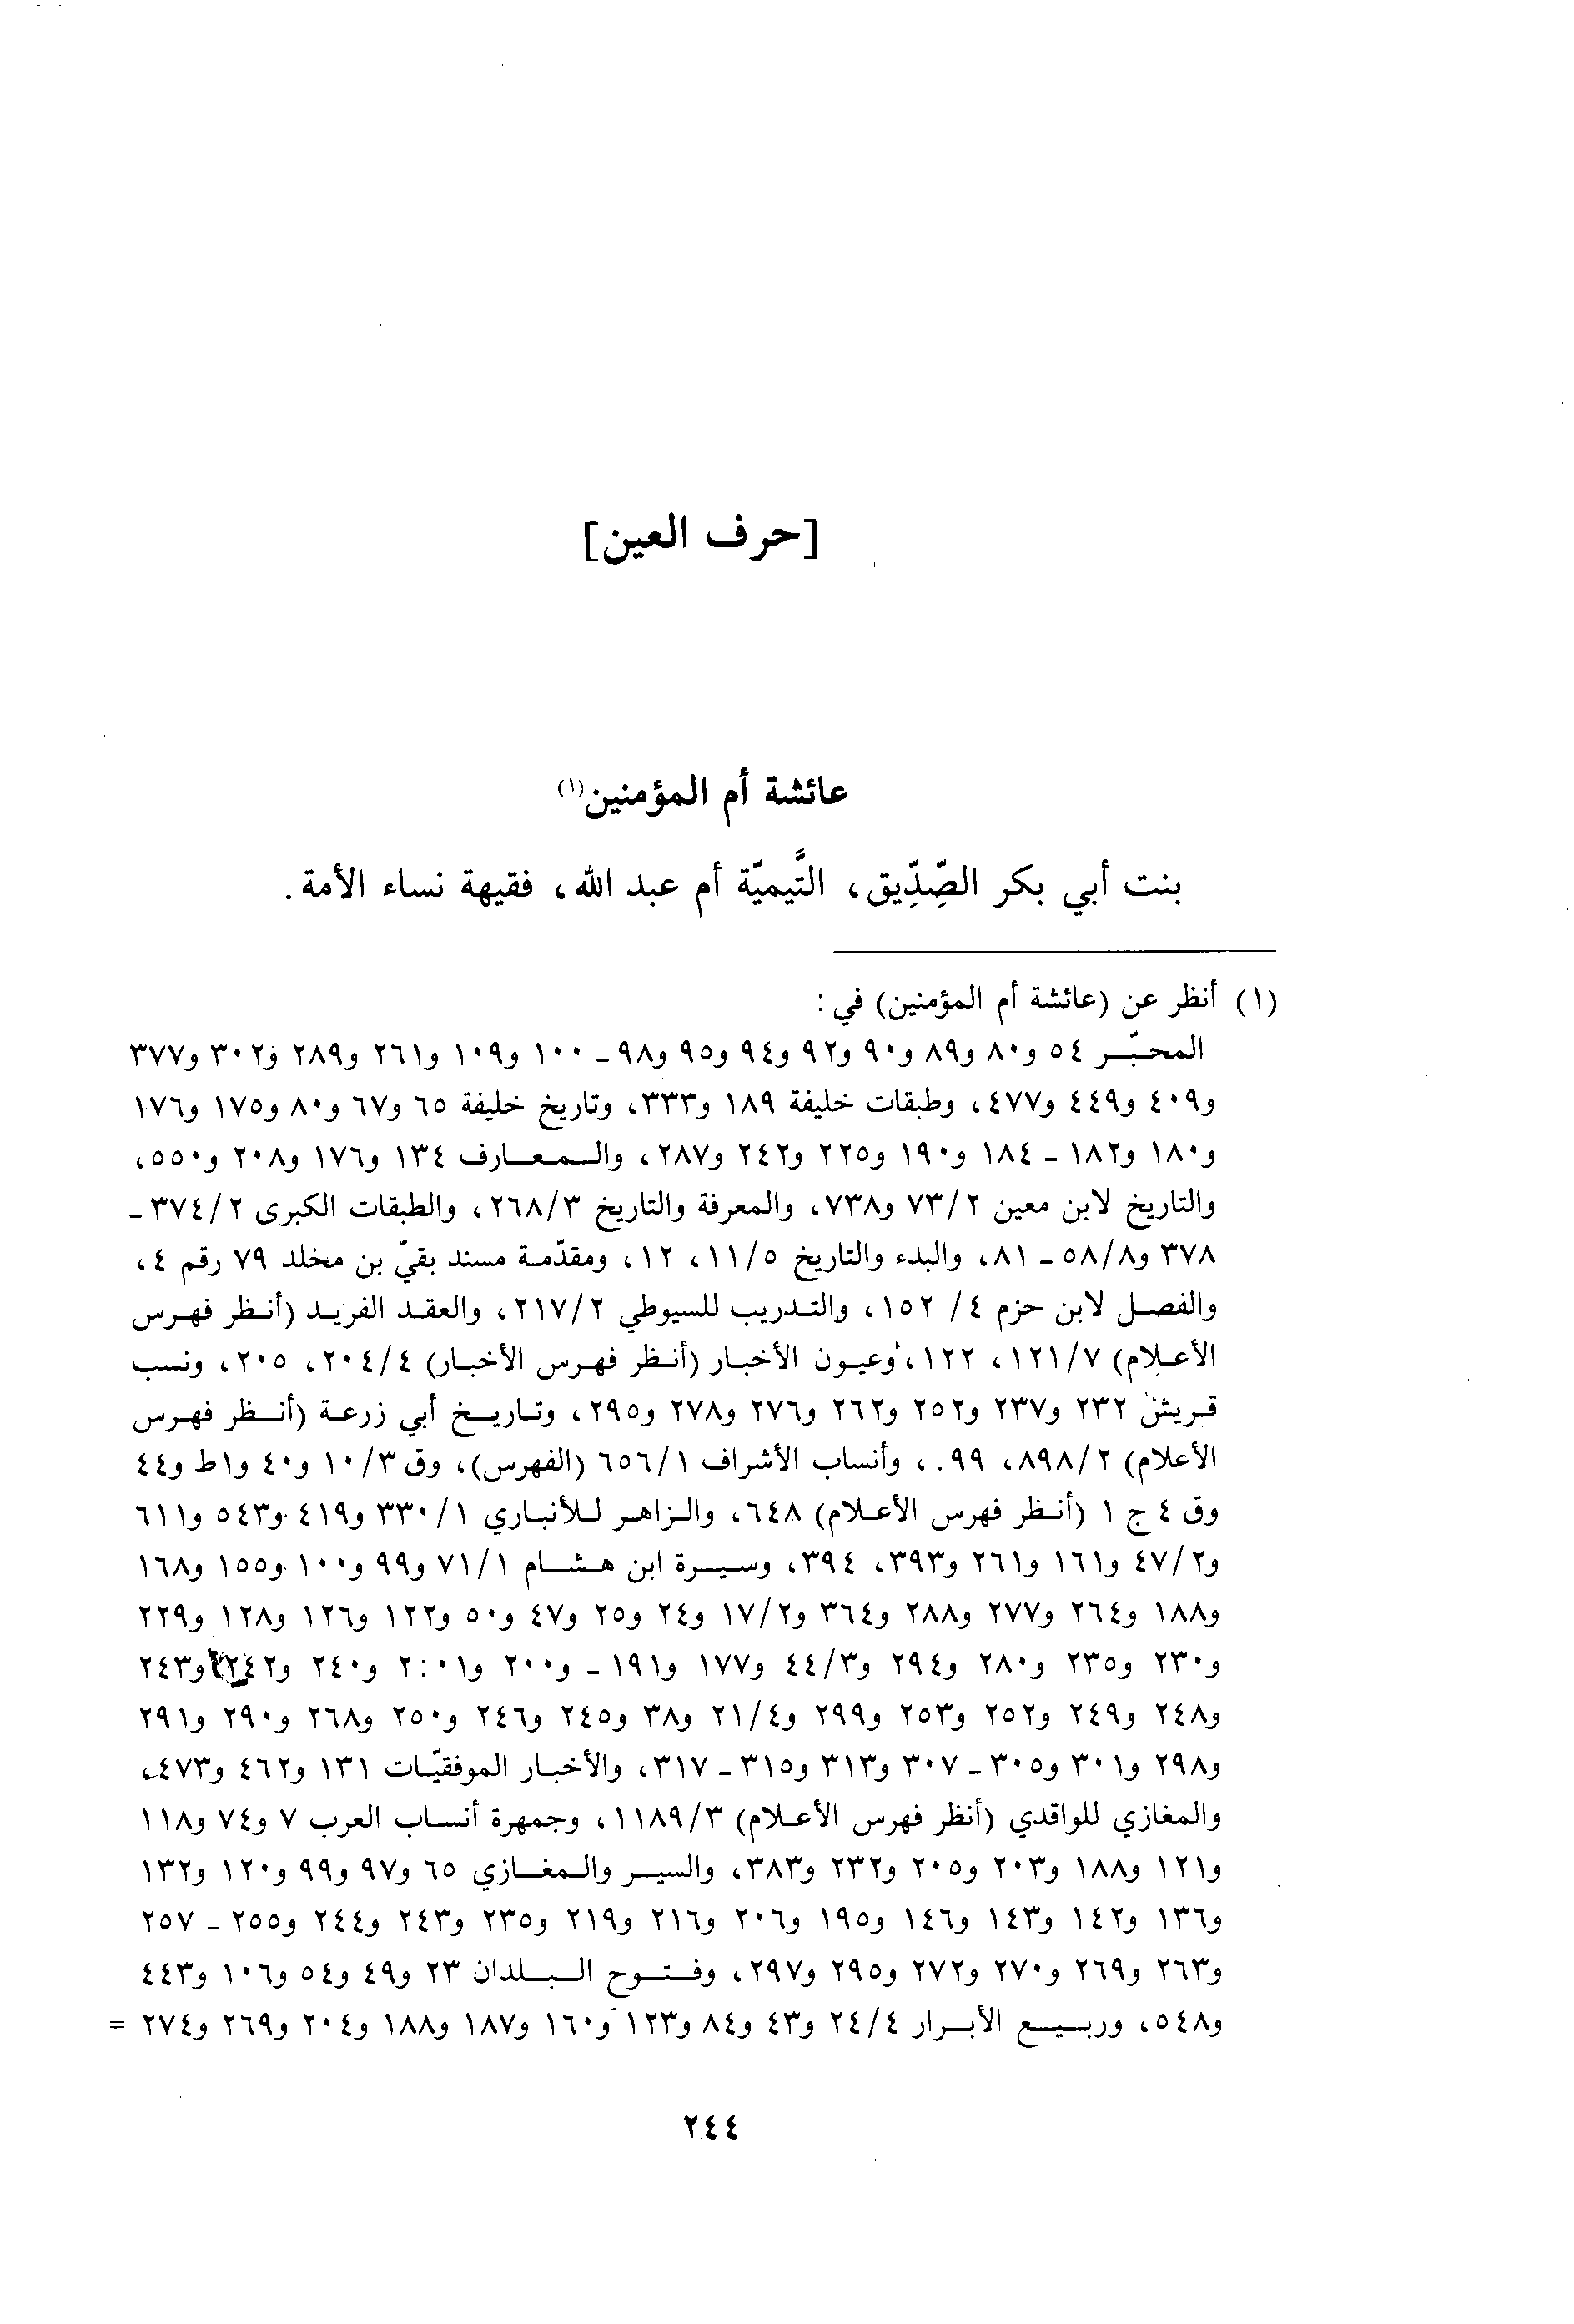 [حرف العين]
عائشة أم المؤمنين(١)
بنت أبي بكر الصِّدِّيق، التَّيميّة أم عبد الله، فقيهة نساء الأمة.
(١) أنظر عن (عائشة أم المؤمنين) في:
المحبّر ٥٤ و٨٠ و٨٩ و٩٠ و٩٢ و٩٤ و٩٥ و٩٨ - ١٠٠ و١٠٩ و٢٦١ و٢٨٩ و٣٠٢ و٣٧٧
و٤٠٩ و٤٤٩ و٤٧٧، وطبقات خليفة ١٨٩ و٣٣٣، وتاريخ خليفة ٦٥ و٦٧ و٨٠ و١٧٥ و١٧٦
و١٨٠ و١٨٢ - ١٨٤ و١٩٠ و٢٢٥ و٢٤٢ و٢٨٧، والمعارف ١٣٤ و١٧٦ و٢٠٨ و٥٥٠،
والتاريخ لابن معين ٧٣/٢ و٧٣٨، والمعرفة والتاريخ ٢٦٨/٣، والطبقات الكبرى ٣٧٤/٢ -
٣٧٨ و٥٨/٨ - ٨١، والبدء والتاريخ ١١/٥، ١٢، ومقدّمة مسند بقيّ بن مخلد ٧٩ رقم ٤،
والفصل لابن حزم ٤/ ١٥٢، والتدريب للسيوطي ٢١٧/٢، والعقد الفريد (أنظر فهرس
الأعلام) ١٢١/٧، ١٢٢، وعيون الأخبار (أنظر فهرس الأخبار) ٢٠٤/٤، ٢٠٥، ونسب
قريش ٢٣٢ و٢٣٧ و٢٥٢ و٢٦٢ و٢٧٦ و٢٧٨ و٢٩٥، وتاريخ أبي زرعة (أنظر فهرس
الأعلام) ٨٩٨/٢، ٩٩.، وأنساب الأشراف ٦٥٦/١ (الفهرس)، وق ١٠/٣ و٤٠ و١ط و٤٤
وق ٤ ج ١ (أنظر فهرس الأعلام) ٦٤٨، والزاهر للأنباري ٣٣٠/١ و٤١٩ و٥٤٣ و٦١١
و٤٧/٢ و١٦١ و٢٦١ و٣٩٣، ٣٩٤، وسيرة ابن هشام ٧١/١ و٩٩ و١٠٠ و١٥٥ و١٦٨
و١٨٨ و٢٦٤ و٢٧٧ و٢٨٨ و٣٦٤ و١٧/٢ و٢٤ و٢٥ و٤٧ و٥٠ و١٢٢ و١٢٦ و١٢٨ و٢٢٩
و٢٣٠ و٢٣٥ و٢٨٠ و٢٩٤ و٤٤/٣ و١٧٧ و١٩١ - و٢٠٠ و٢:٠١ و٢٤٠ و٢٤٢ و٢٤٣
و٢٤٨ و٢٤٩ و٢٥٢ و٢٥٣ و٢٩٩ و٢١/٤ و٣٨ و٢٤٥ و٢٤٦ و٢٥٠ و٢٦٨ و٢٩٠ و٢٩١
و٢٩٨ و٣٠١ و٣٠٥ - ٣٠٧ و٣١٣ و٣١٥ - ٣١٧، والأخبار الموفقيّات ١٣١ و٤٦٢ و٤٧٣،
والمغازي للواقدي (أنظر فهرس الأعلام) ١١٨٩/٣، وجمهرة أنساب العرب ٧ و٧٤ و١١٨
و١٢١ و١٨٨ و٢٠٣ و٢٠٥ و٢٣٢ و٣٨٣، والسير والمغازي ٦٥ و٩٧ و٩٩ و١٢٠ و١٣٢
و١٣٦ و١٤٢ و١٤٣ و١٤٦ و١٩٥ و٢٠٦ و٢١٦ و٢١٩ و٢٣٥ و٢٤٣ و٢٤٤ و٢٥٥ - ٢٥٧
و٢٦٣ و٢٦٩ و٢٧٠ و٢٧٢ و٢٩٥ و٢٩٧، وفتوح البلدان ٢٣ و٤٩ و٥٤ و١٠٦ و٤٤٣
و٥٤٨، وربيع الأبرار ٢٤/٤ و٤٣ و٨٤ و١٢٣ و١٦٠ و١٨٧ و١٨٨ و٢٠٤ و٢٦٩ و٢٧٤ =
٢٤٤